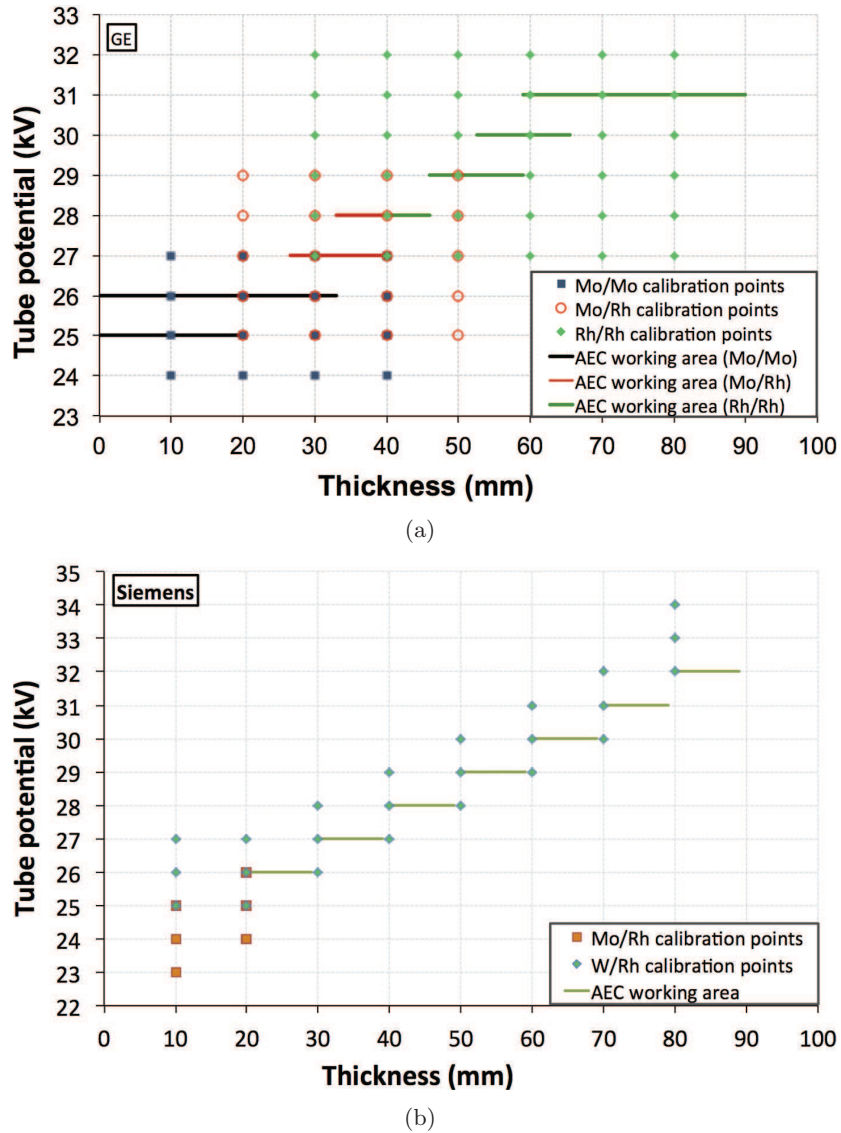 33
GE
32
31
30
29
28
27
26
25
24
23
Tube potential (kV)
Mo/Mo calibration points
Mo/Rh calibration points
Rh/Rh calibration points
AEC working area (Mo/Mo)
AEC working area (Mo/Rh)
AEC working area (Rh/Rh)
0 10 20 30 40 50 60 70 80 90 100
Thickness (mm)
(a)
35
Siemens
34
33
32
31
30
29
28
27
26
25
24
23
22
Tube potential (kV)
Mo/Rh calibration points
W/Rh calibration points
AEC working area
0 10 20 30 40 50 60 70 80 90 100
Thickness (mm)
(b)